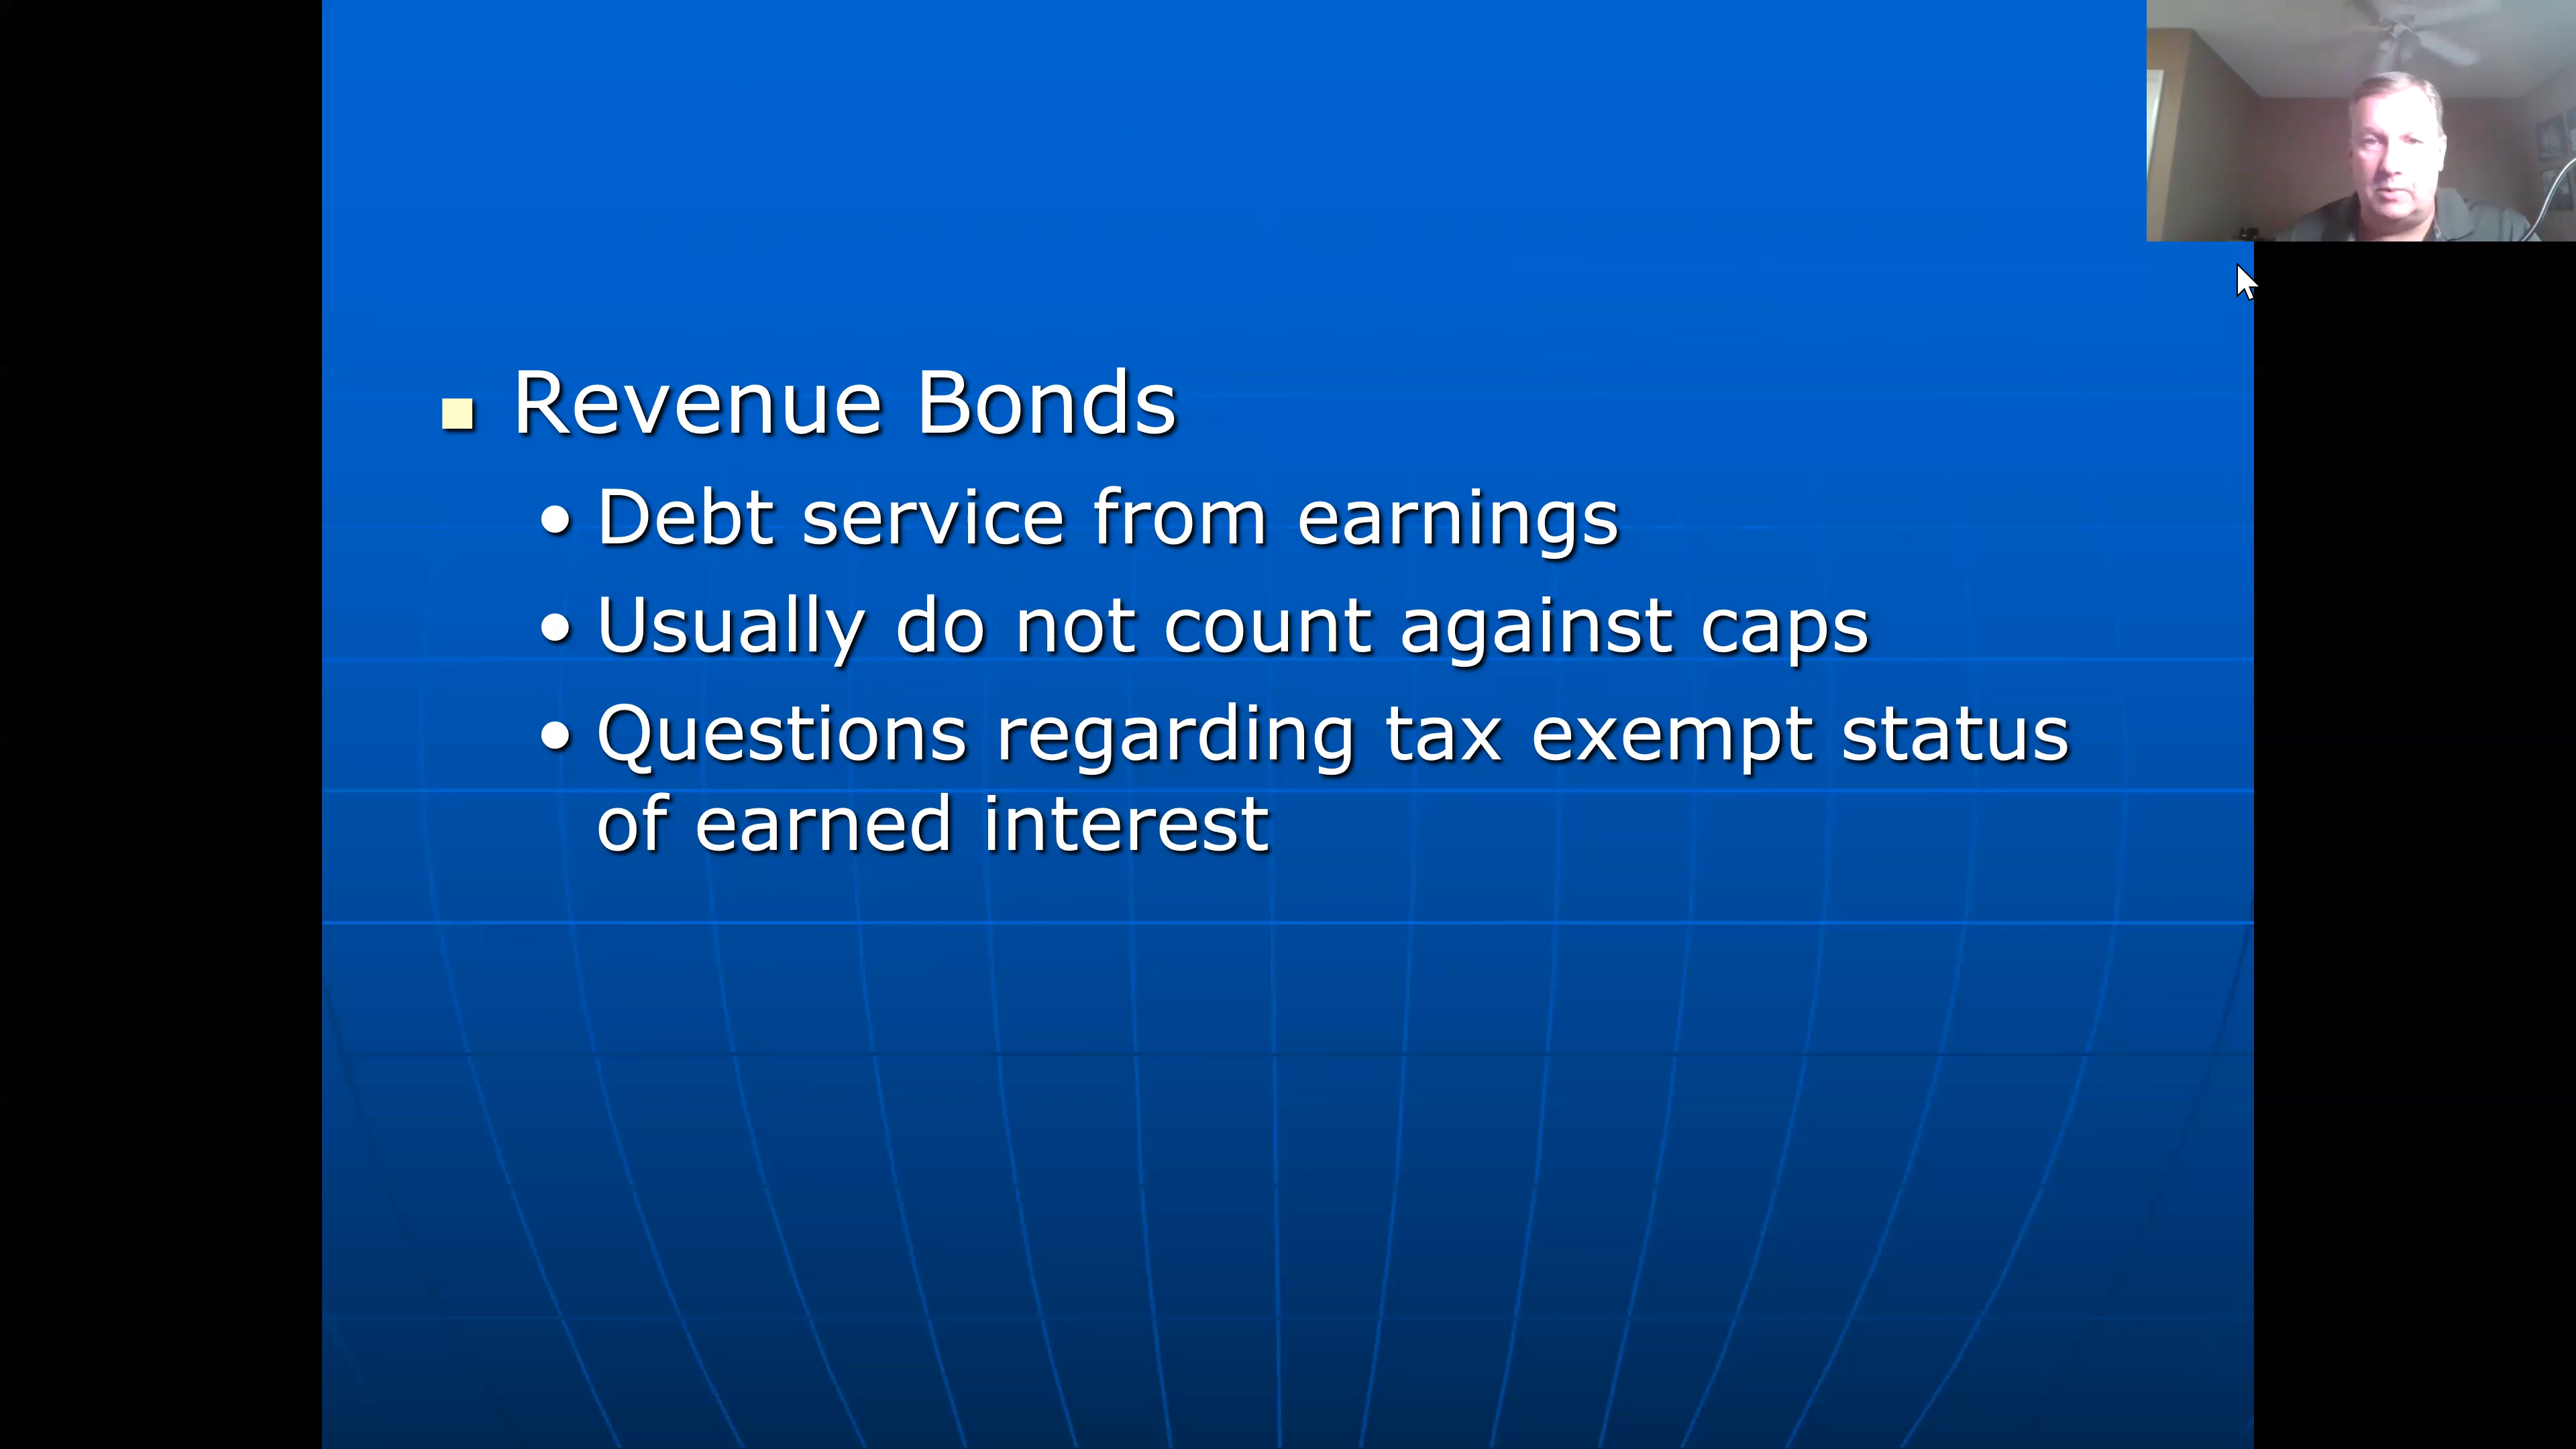 Revenue Bonds
Debt service from earnings
Usually do not count against caps
Questions regarding tax exempt status
of earned interest